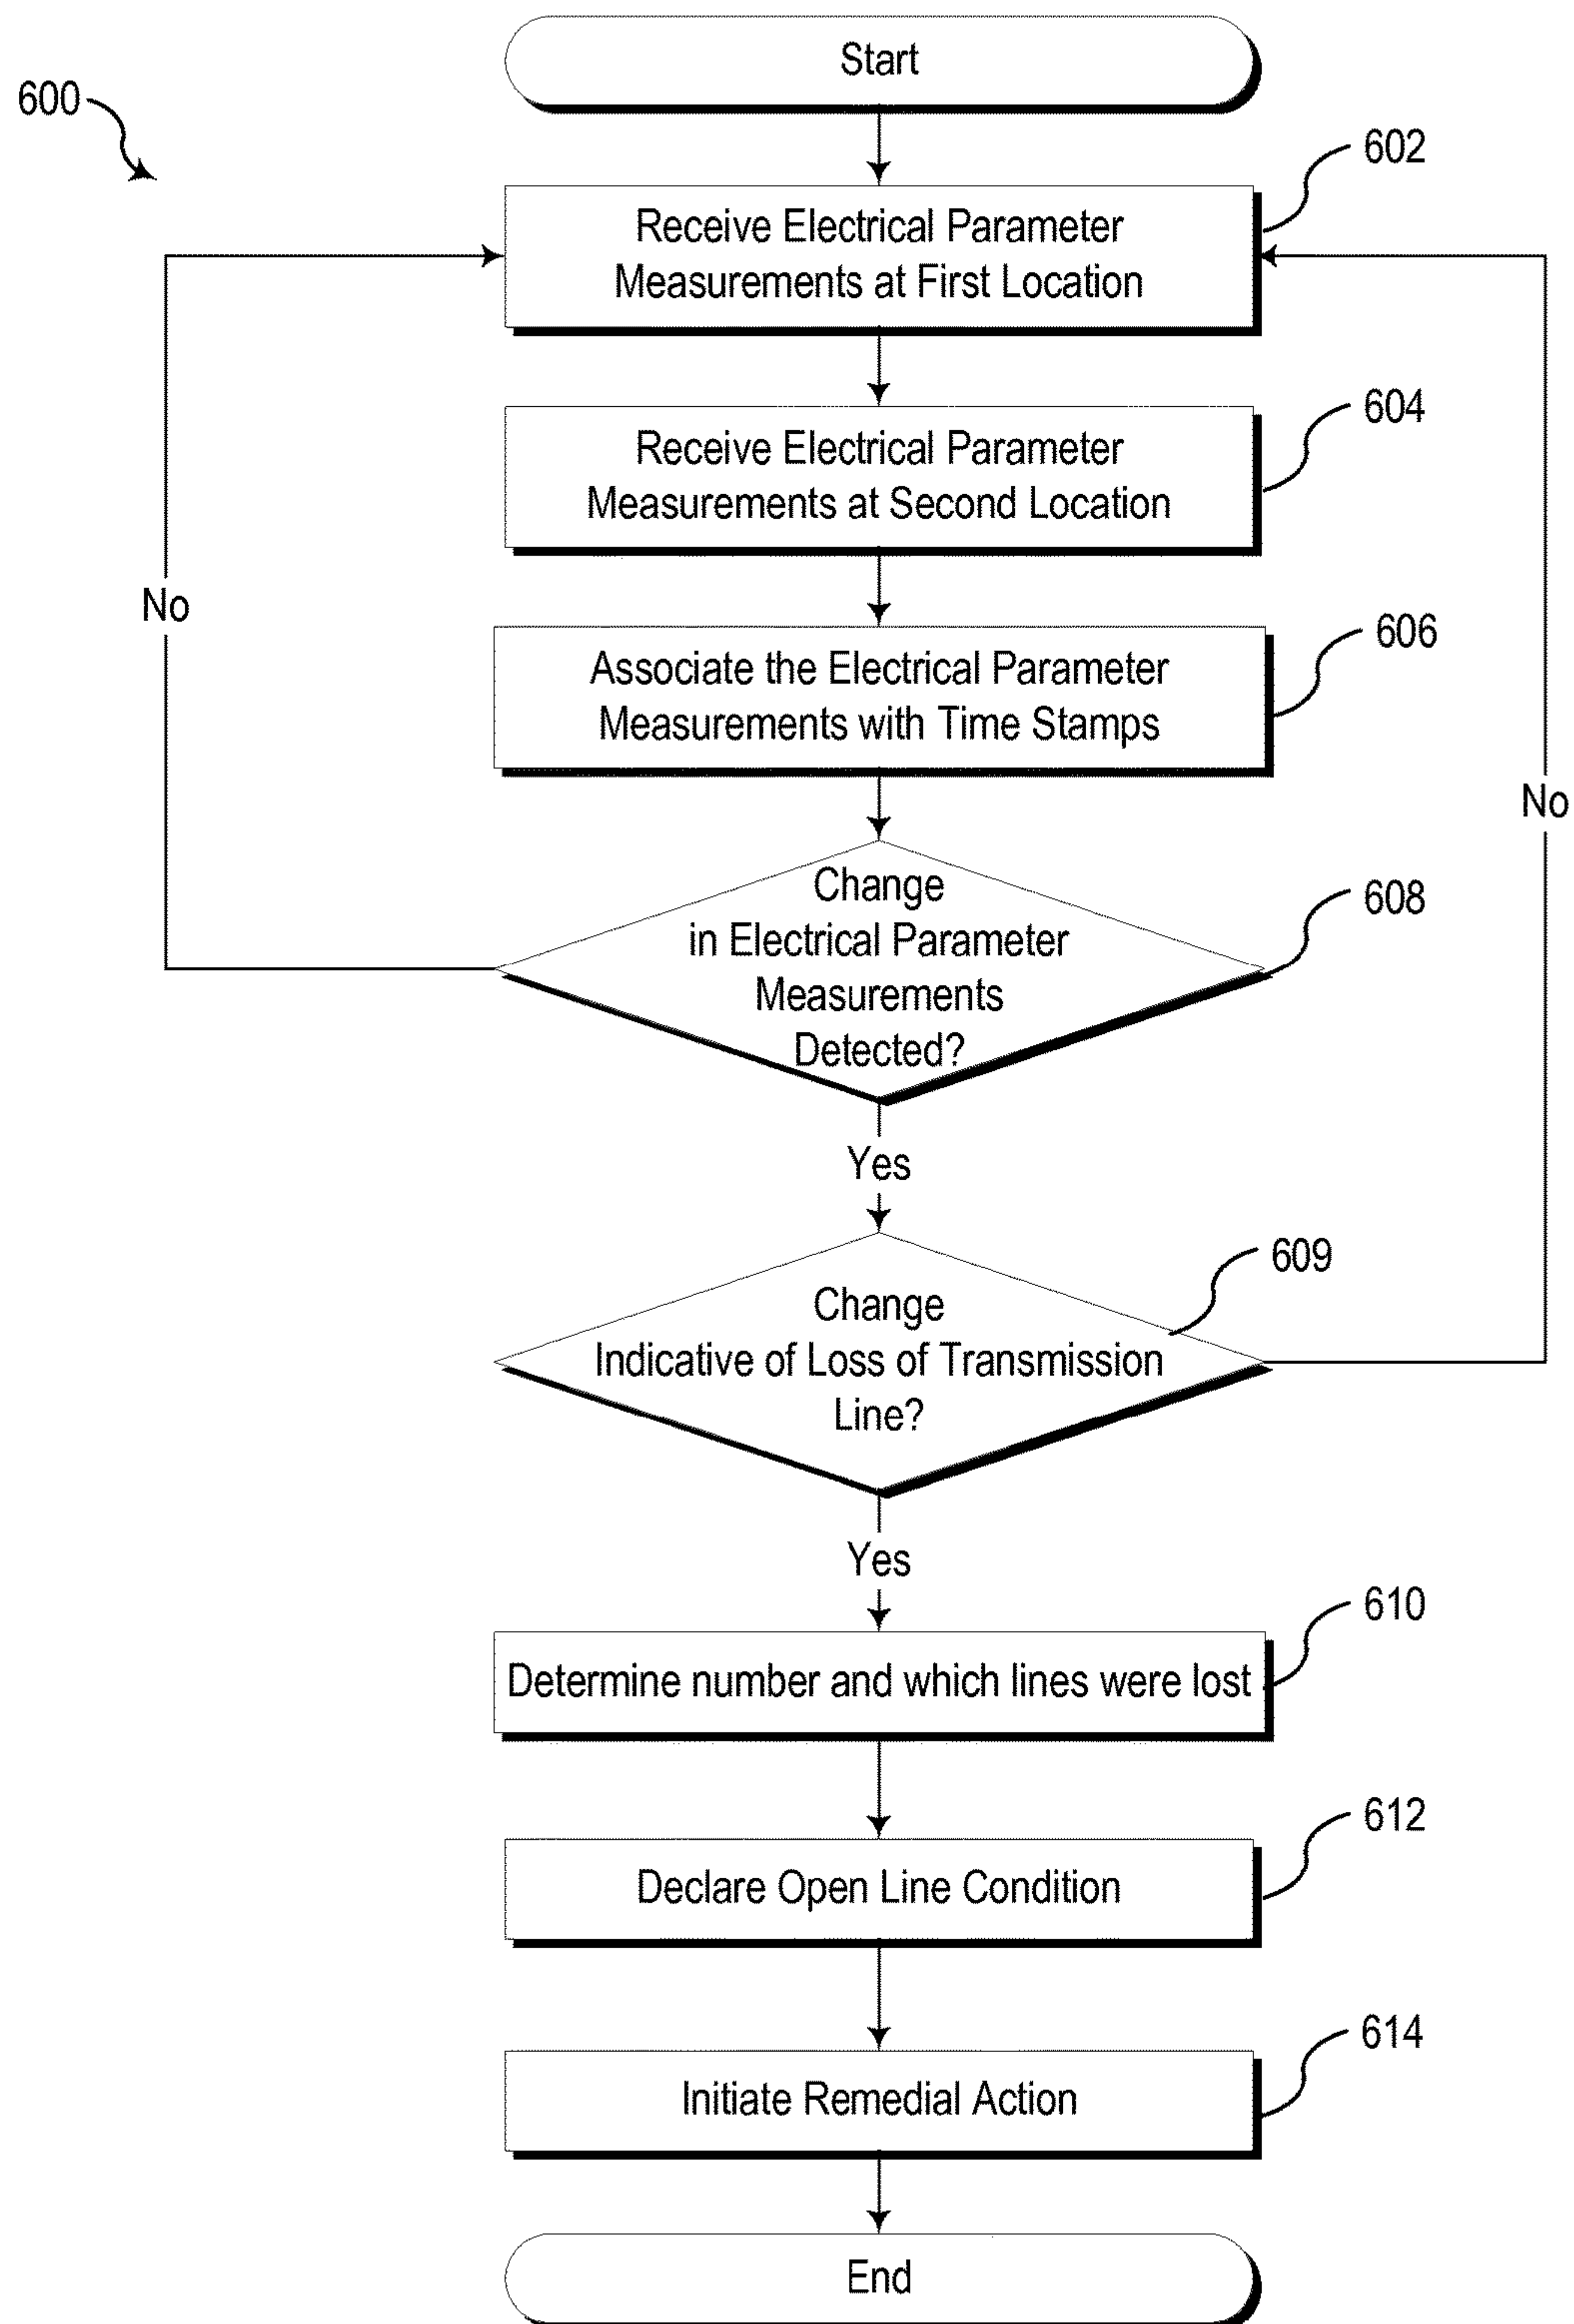 Start
600
602
Receive Electrical Parameter
Measurements at First Location
604
Receive Electrical Parameter
Measurements at Second Location
No
606
Associate the Electrical Parameter
Measurements with Time Stamps
No
608
Change
in Electrical Parameter
Measurements
Detected?
Yes
609
Change
Indicative of Loss of Transmission
Line?
Yes
610
Determine number and which lines were lost
612
Declare Open Line Condition
614
Initiate Remedial Action
End